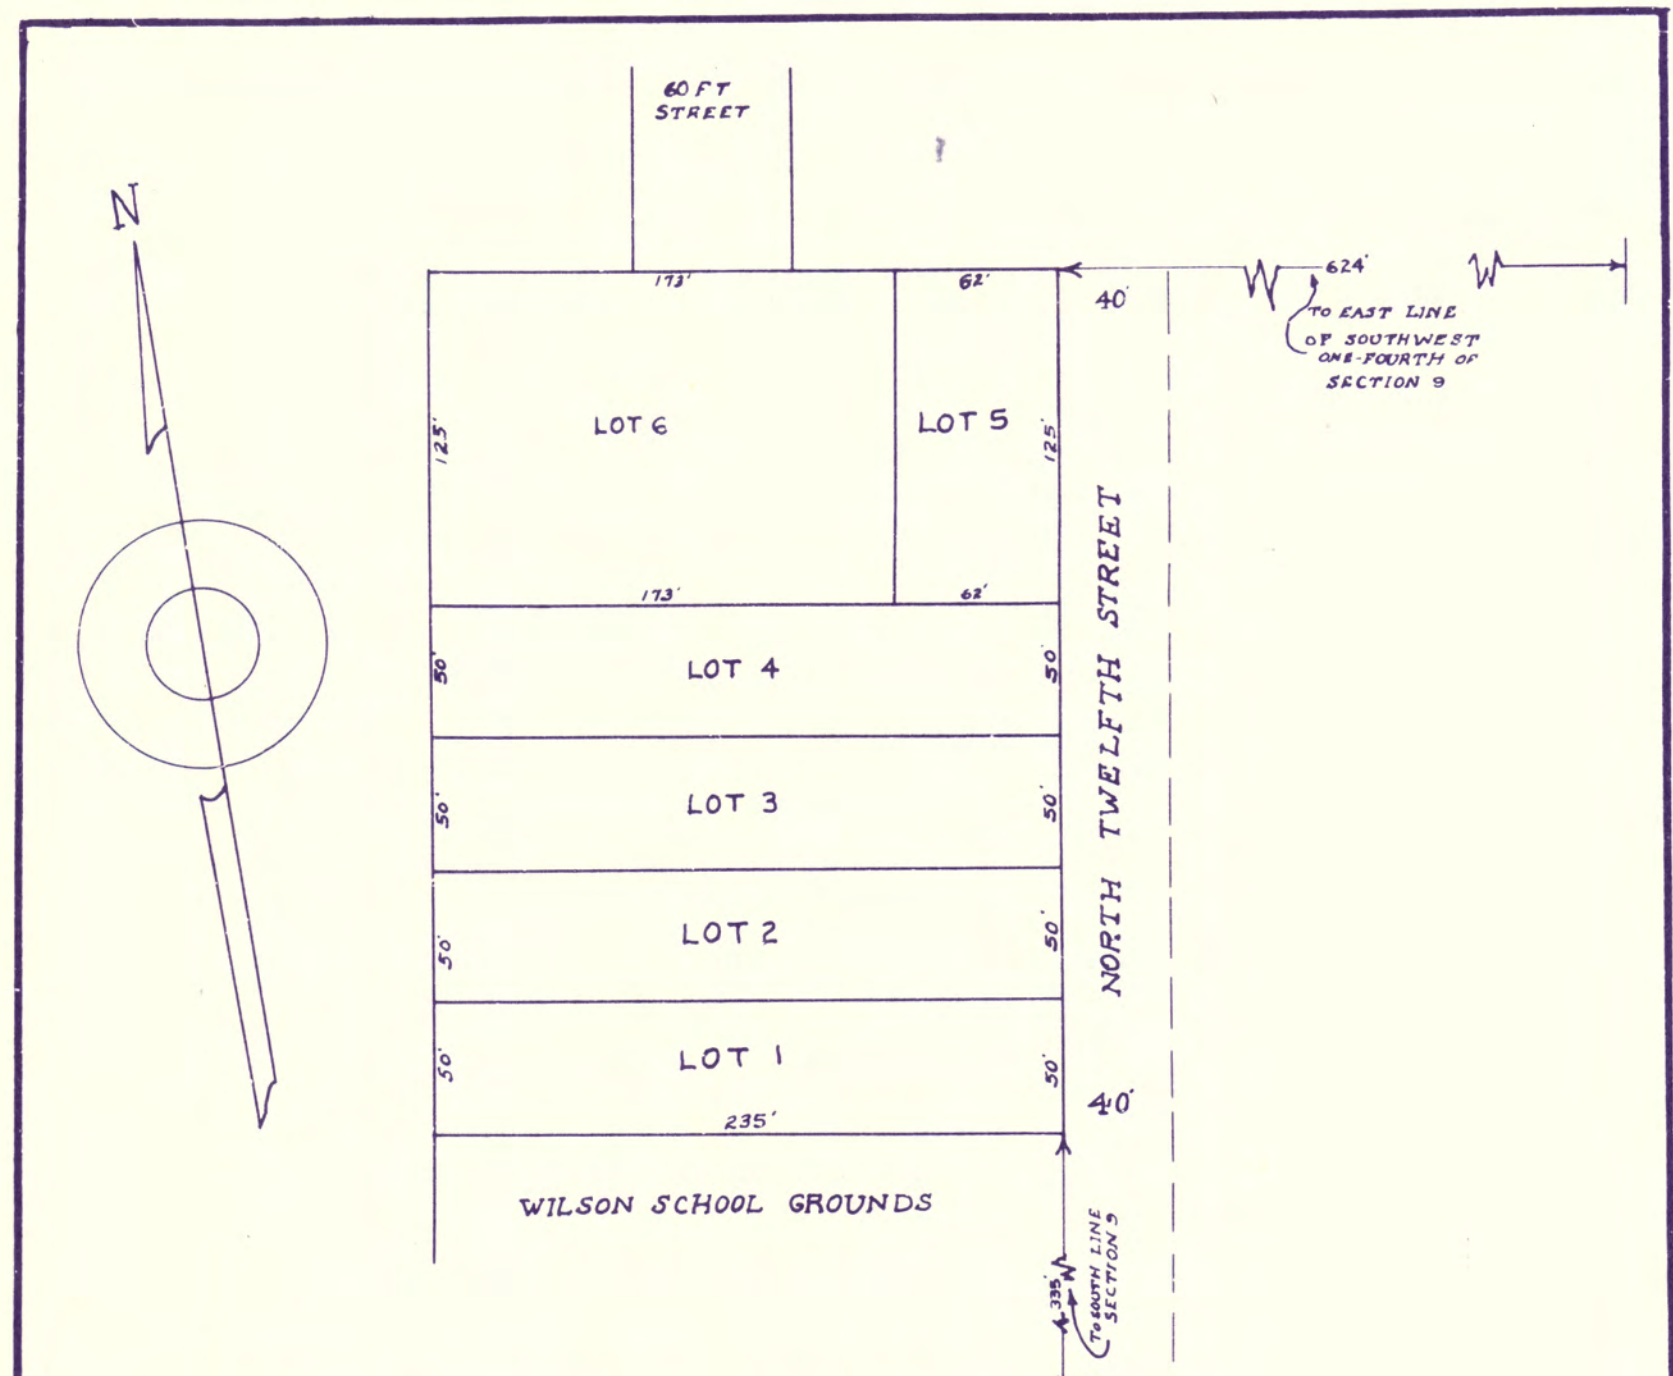 60 FT
STREET
N
173'
62'
40'
624'
TO EAST LINE
OF SOUTHWEST
ONE-FOURTH OF
SECTION 9
LOT 6
LOT 5
125'
125'
173'
62'
NORTH TWELFTH STREET
50'
LOT 4
50'
50'
LOT 3
50'
50'
LOT 2
50'
50'
LOT 1
50'
40'
235'
WILSON SCHOOL GROUNDS
335'
TO SOUTH LINE
SECTION 9